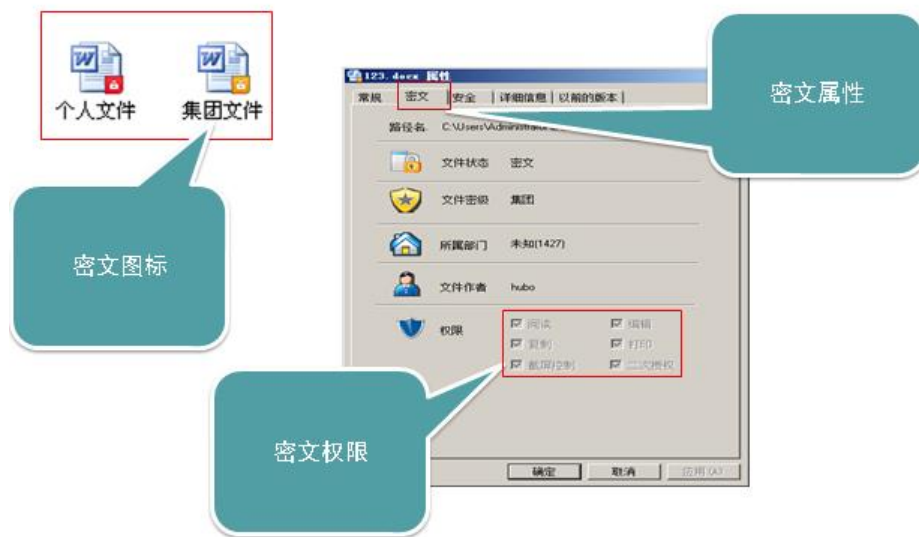 个人文件 集团文件
密文图标
密文属性
123.docx 属性
常规 密文 安全 详细信息 以前的版本
路径名: C:\Users\Administrator
文件状态 密文
文件密级 集团
所属部门 未知(1427)
文件作者 hubo
权限 阅读 编辑
复制 打印
截屏控制 二次授权
密文权限
确定 取消 应用(A)